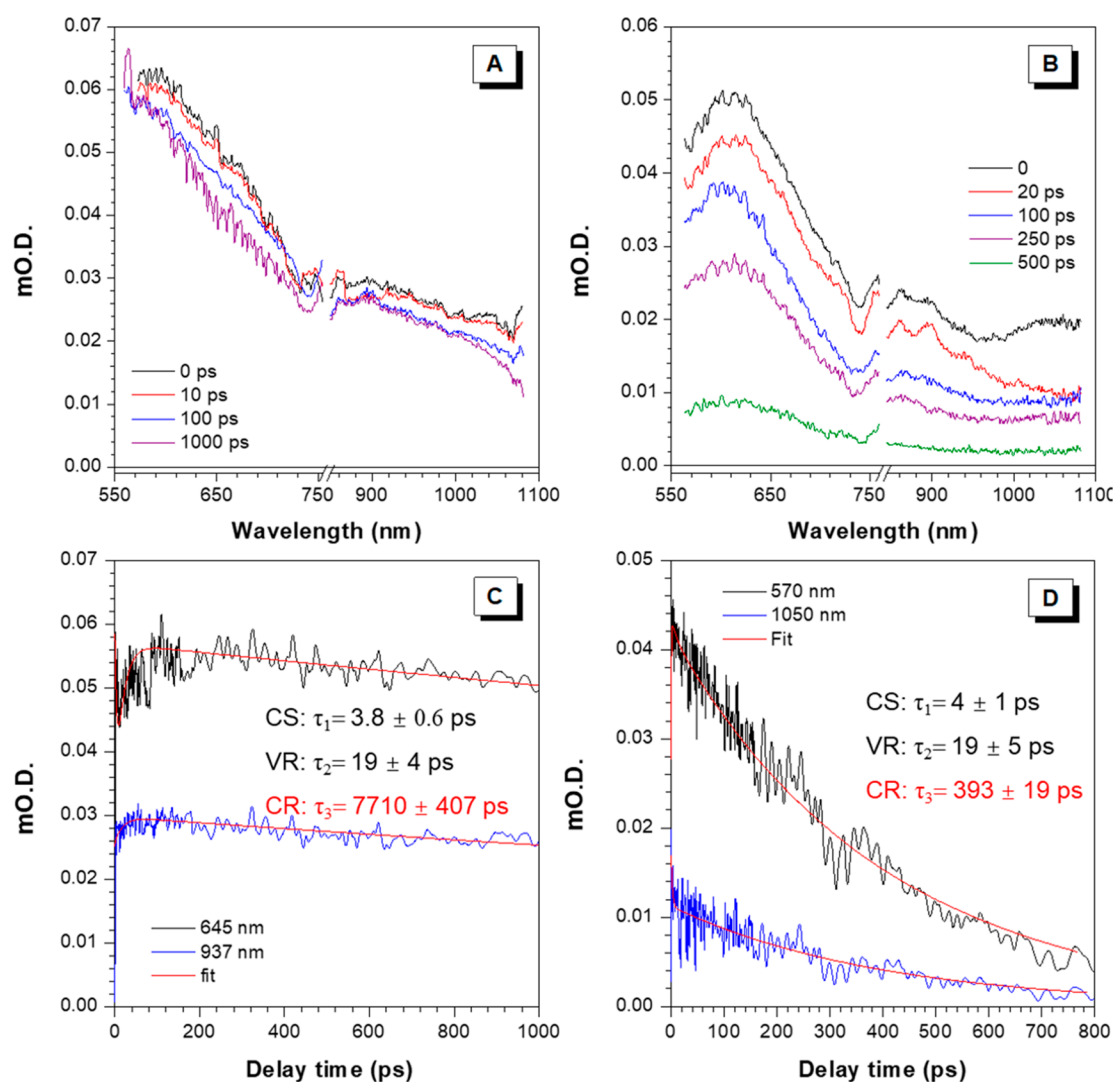 A
0.07
0.06
0.05
0.04
0.03
0.02
0.01
0.00
mO.D.
0 ps
10 ps
100 ps
1000 ps
550
650
750
900
1000
1100
Wavelength (nm)
B
0.06
0.05
0.04
0.03
0.02
0.01
0.00
mO.D.
0
20 ps
100 ps
250 ps
500 ps
550
650
750
900
1000
1100
Wavelength (nm)
C
0.07
0.06
0.05
0.04
0.03
0.02
0.01
0.00
mO.D.
CS: τ1= 3.8 ± 0.6 ps
VR: τ2= 19 ± 4 ps
CR: τ3= 7710 ± 407 ps
645 nm
937 nm
fit
0
200
400
600
800
1000
Delay time (ps)
D
0.05
0.04
0.03
0.02
0.01
0.00
mO.D.
570 nm
1050 nm
Fit
CS: τ1= 4 ± 1 ps
VR: τ2= 19 ± 5 ps
CR: τ3= 393 ± 19 ps
0
100
200
300
400
500
600
700
800
Delay time (ps)